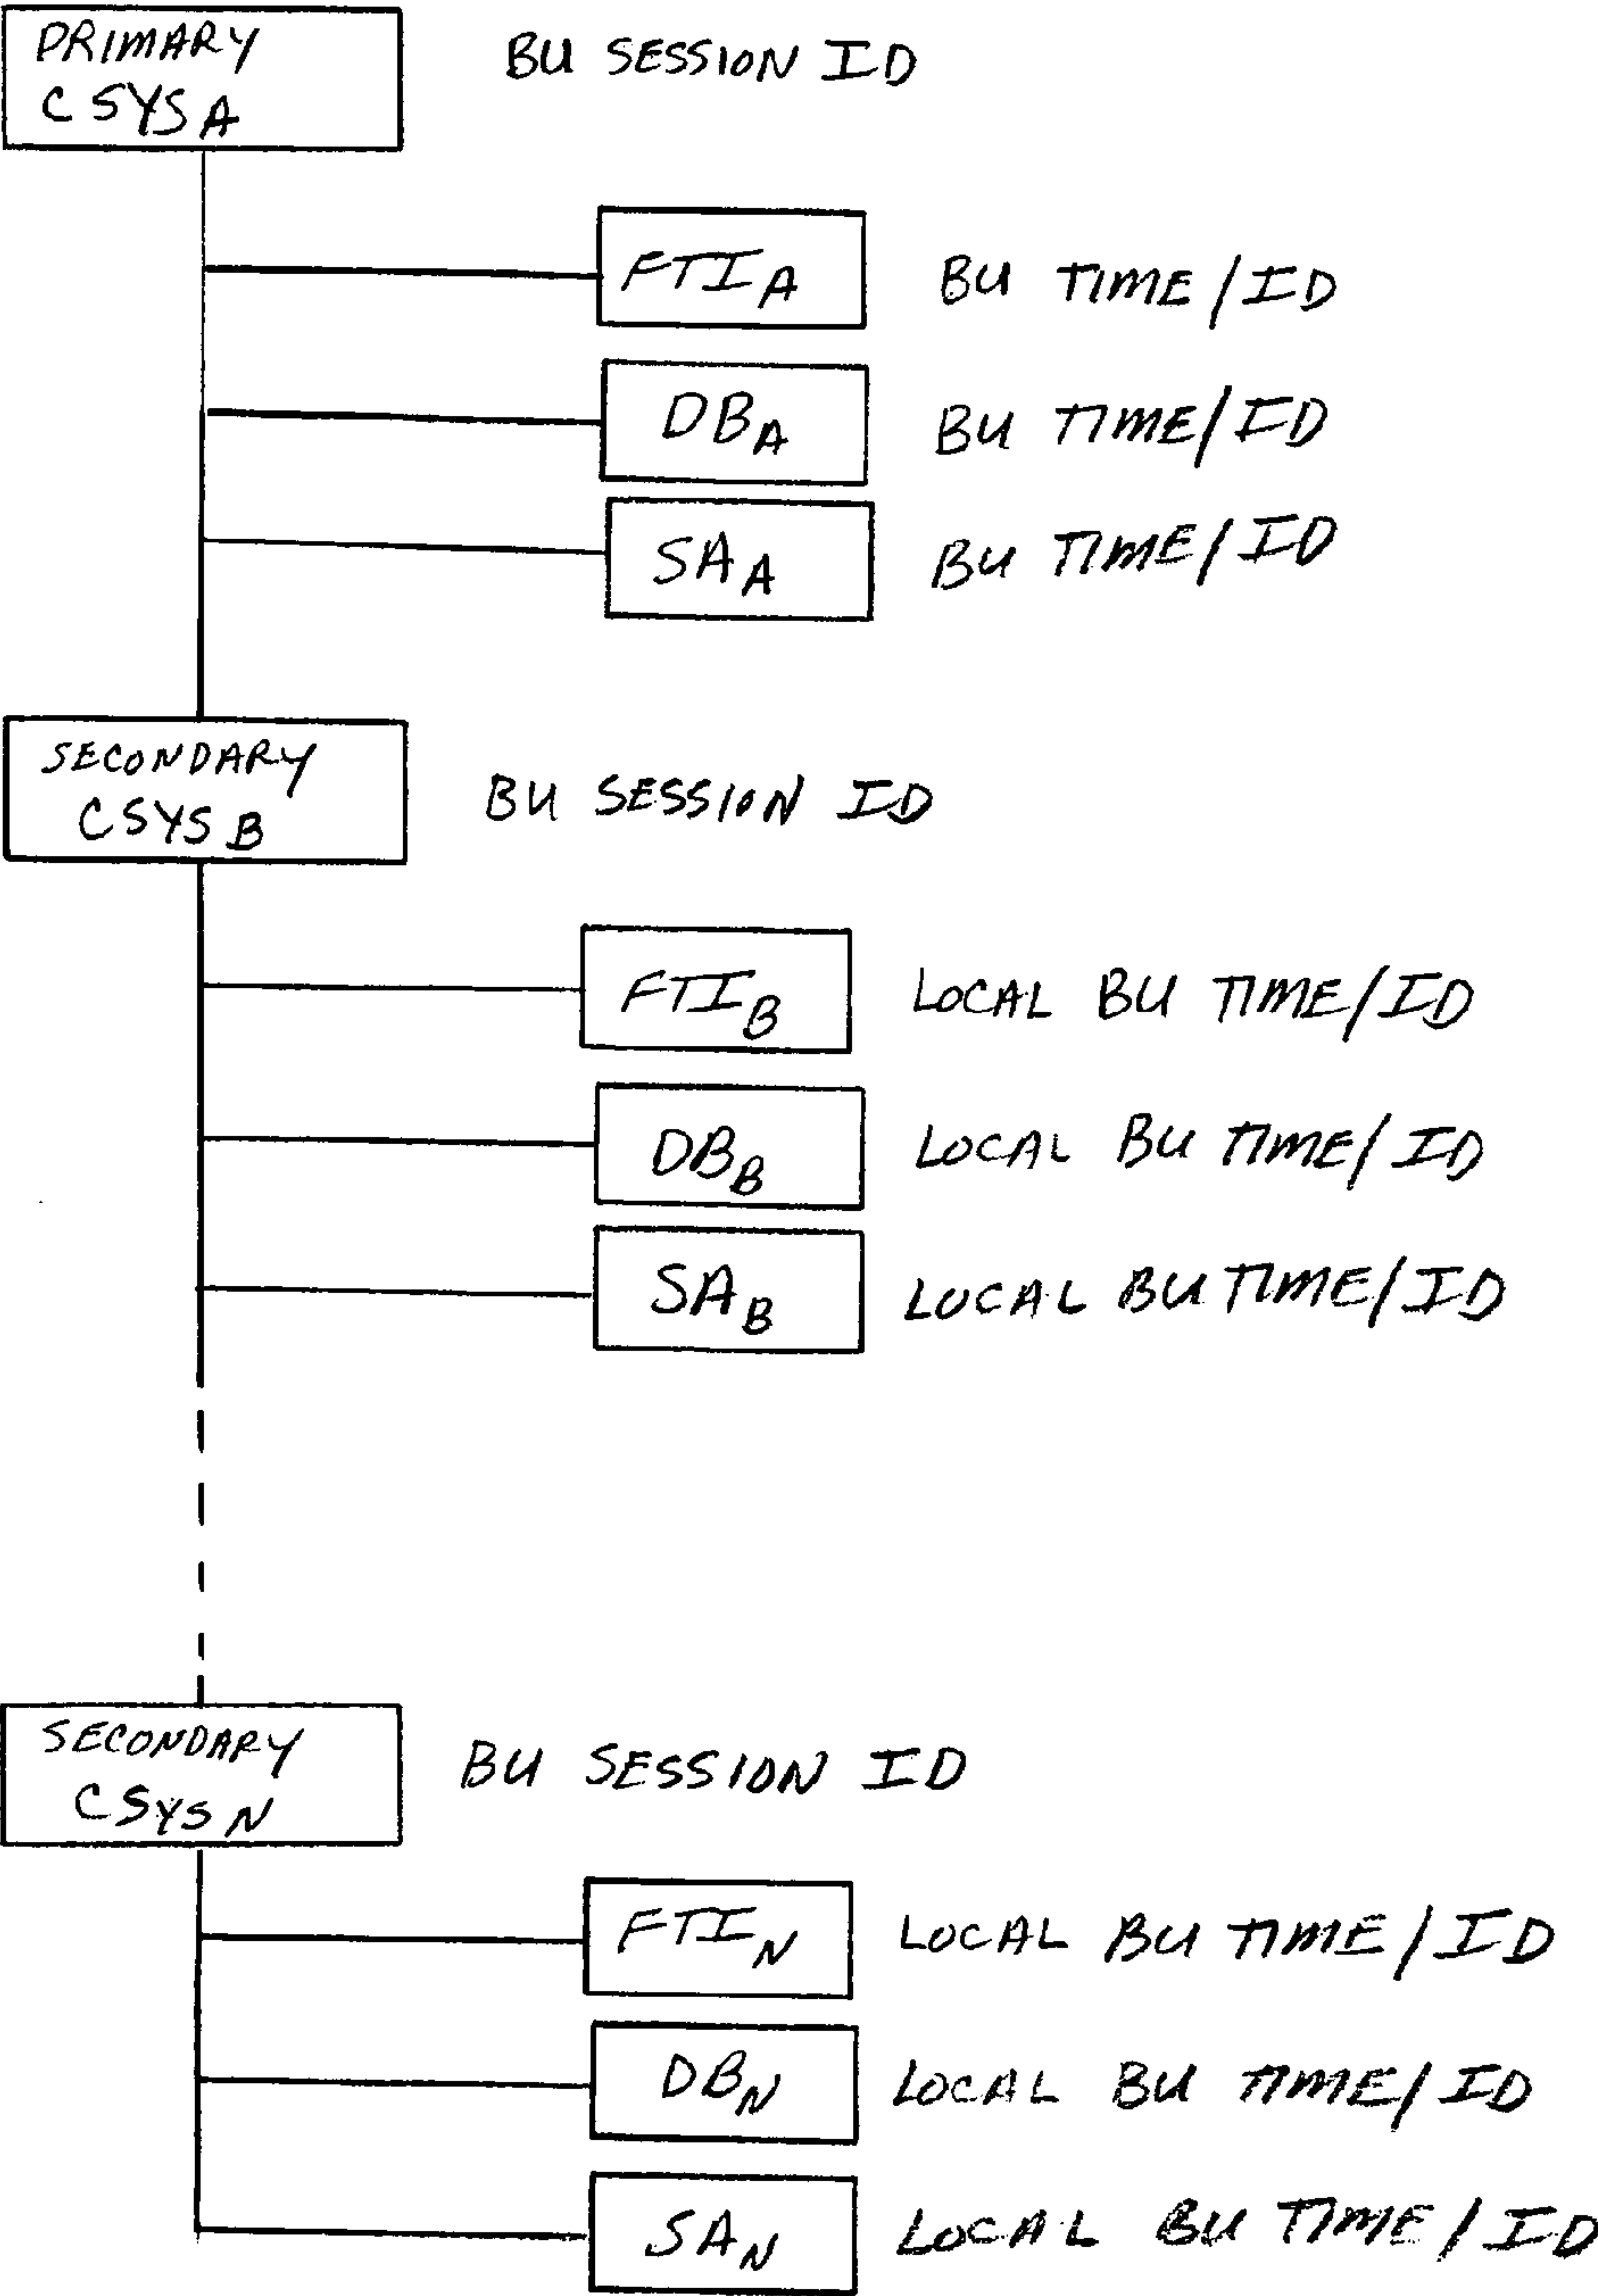 PRIMARY
CSYS A
BU SESSION ID
FTI A
BU TIME/ID
DB A
BU TIME/ID
SA A
BU TIME/ID
SECONDARY
CSYS B
BU SESSION ID
FTI B
LOCAL BU TIME/ID
DB B
LOCAL BU TIME/ID
SA B
LOCAL BU TIME/ID
SECONDARY
CSYS N
BU SESSION ID
FTI N
LOCAL BU TIME/ID
DB N
LOCAL BU TIME/ID
SA N
LOCAL BU TIME/ID